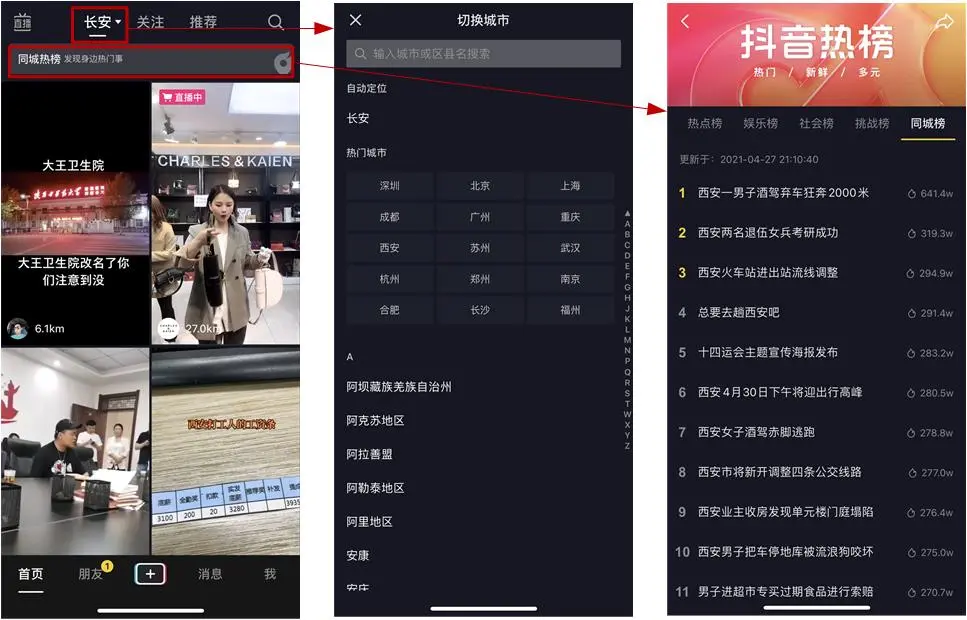 直播
长安
关注
推荐
同城热榜 发现身边热门事
大王卫生院
大王卫生院改名了你
们注意到没
6.1km
直播中
CHARLES & KAIEN
27.0km
西安打工人的工资条
底薪 全勤奖 扣款 实发底薪 推荐奖 补发
3100 200 20 3280 3935
首页
朋友
1
消息
我
切换城市
输入城市或区县名搜索
自动定位
长安
热门城市
深圳 北京 上海
成都 广州 重庆
西安 苏州 武汉
杭州 郑州 南京
合肥 长沙 福州
A
阿坝藏族羌族自治州
阿克苏地区
阿拉善盟
阿勒泰地区
阿里地区
安康
安庆
A
B
C
D
E
F
G
H
J
K
L
M
N
P
Q
R
S
T
W
X
Y
Z
抖音热榜
热门 / 新鲜 / 多元
热点榜 娱乐榜 社会榜 挑战榜 同城榜
更新于：2021-04-27 21:10:40
1 西安一男子酒驾弃车狂奔2000米 641.4w
2 西安两名退伍女兵考研成功 319.3w
3 西安火车站进出站流线调整 294.9w
4 总要去趟西安吧 291.4w
5 十四运会主题宣传海报发布 283.2w
6 西安4月30日下午将迎出行高峰 280.5w
7 西安女子酒驾赤脚逃跑 278.8w
8 西安市将新开调整四条公交线路 277.0w
9 西安业主收房发现单元楼门庭塌陷 276.4w
10 西安男子把车停地库被流浪狗咬坏 275.0w
11 男子进超市专买过期食品进行索赔 270.7w